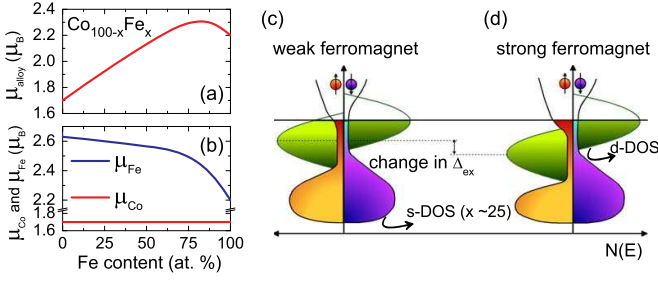 Co100-xFex
μalloy (μB)
2.4
2.2
2.0
1.8
1.6
(a)
(b)
μCo and μFe (μB)
2.6
2.4
2.2
1.8
1.6
μFe
μCo
0 25 50 75 100
Fe content (at. %)
(c)
weak ferromagnet
(d)
strong ferromagnet
change in Δex
d-DOS
s-DOS (x ~25)
N(E)